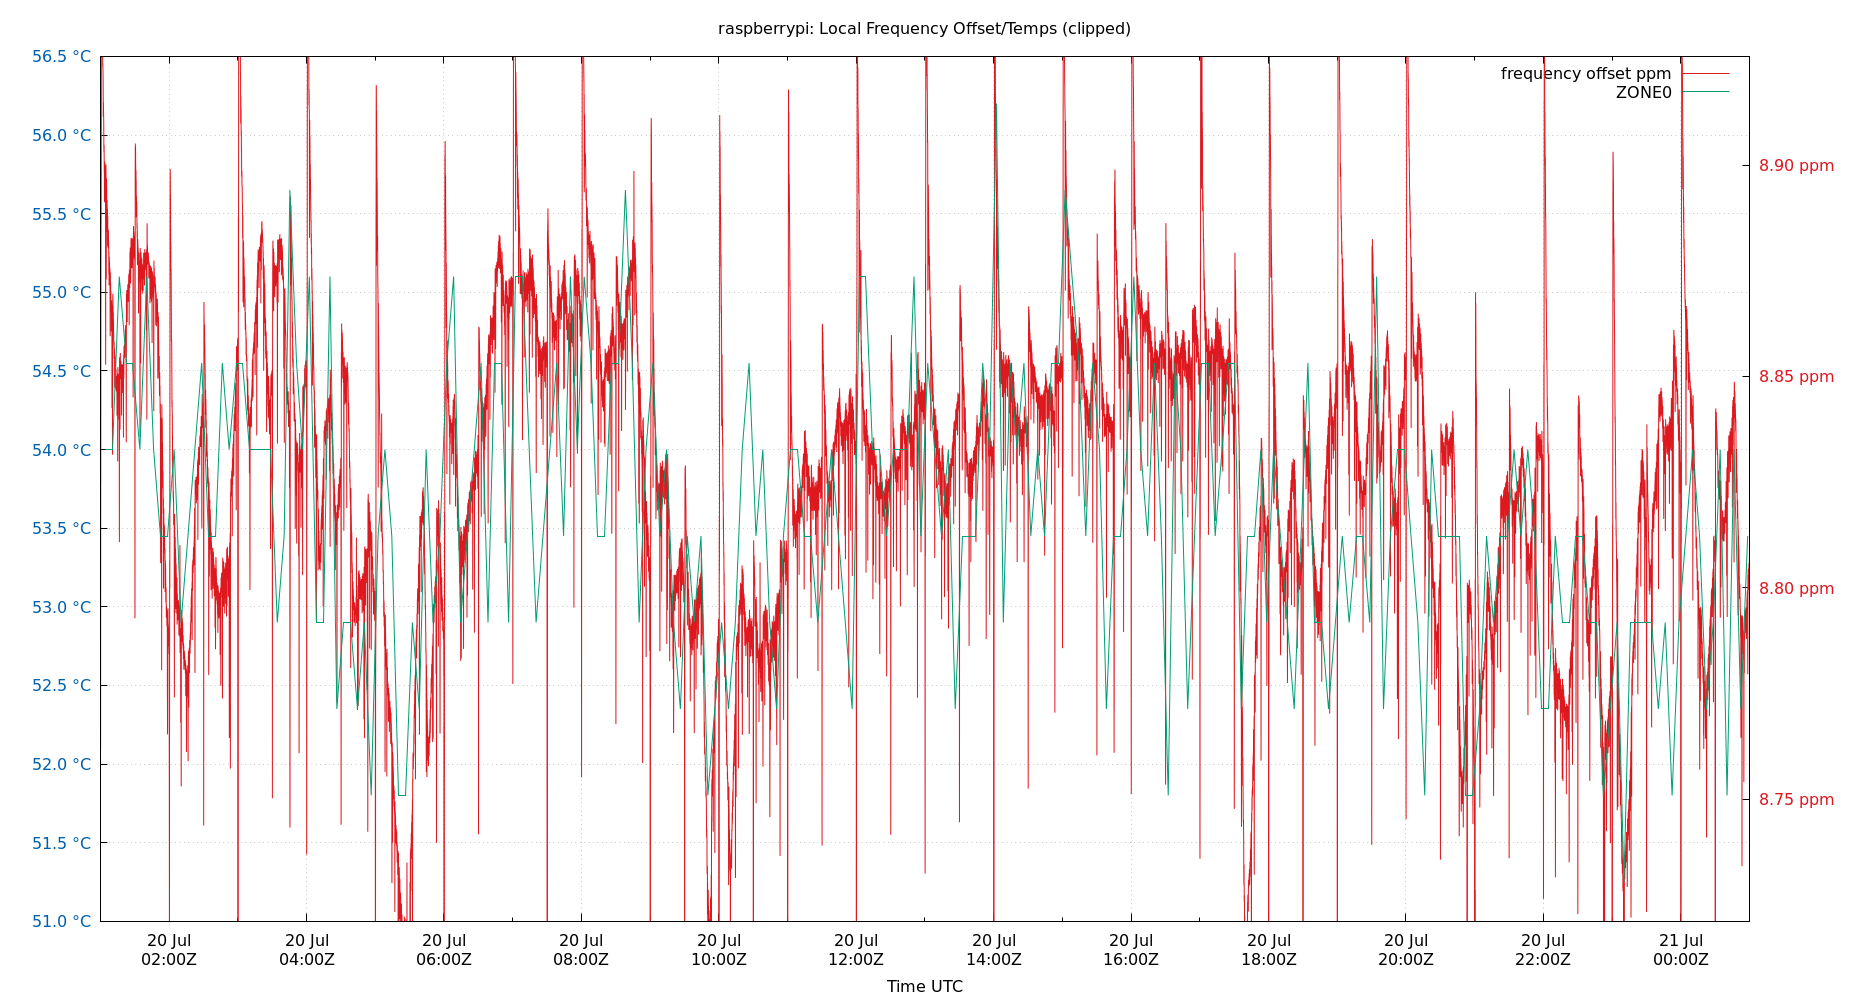 raspberrypi: Local Frequency Offset/Temps (clipped)
56.5 °C
56.0 °C
55.5 °C
55.0 °C
54.5 °C
54.0 °C
53.5 °C
53.0 °C
52.5 °C
52.0 °C
51.5 °C
51.0 °C
frequency offset ppm
ZONE0
8.90 ppm
8.85 ppm
8.80 ppm
8.75 ppm
20 Jul 20 Jul 20 Jul 20 Jul 20 Jul 20 Jul 20 Jul 20 Jul 20 Jul 20 Jul 20 Jul 21 Jul
02:00Z 04:00Z 06:00Z 08:00Z 10:00Z 12:00Z 14:00Z 16:00Z 18:00Z 20:00Z 22:00Z 00:00Z
Time UTC